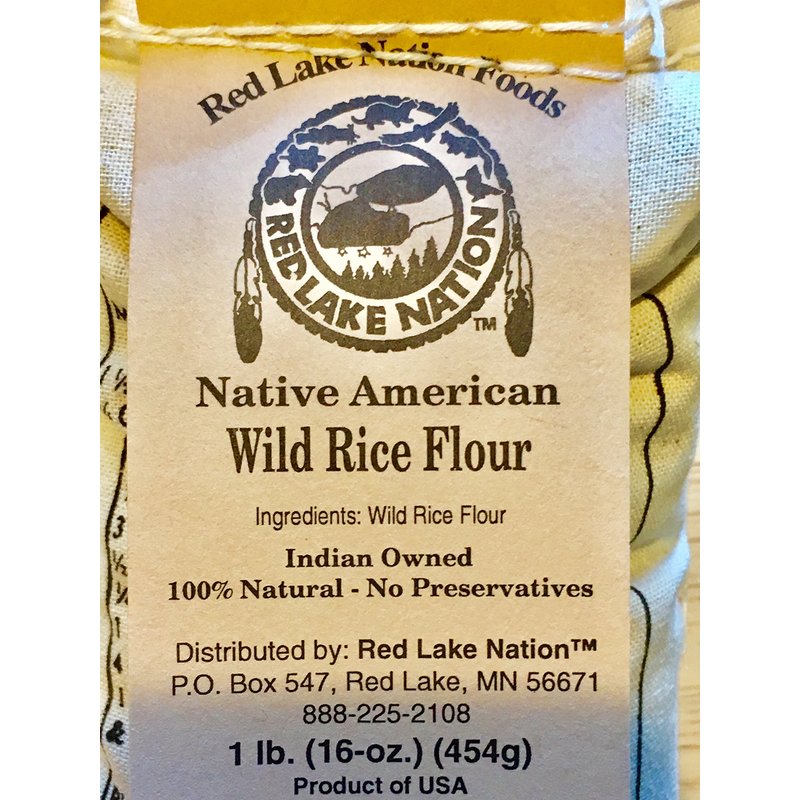 Red Lake Nation Foods
RED LAKE NATION
TM
Native American
Wild Rice Flour
Ingredients: Wild Rice Flour
Indian Owned
100% Natural - No Preservatives
Distributed by: Red Lake Nation™
P.O. Box 547, Red Lake, MN 56671
888-225-2108
1 lb. (16-oz.) (454g)
Product of USA